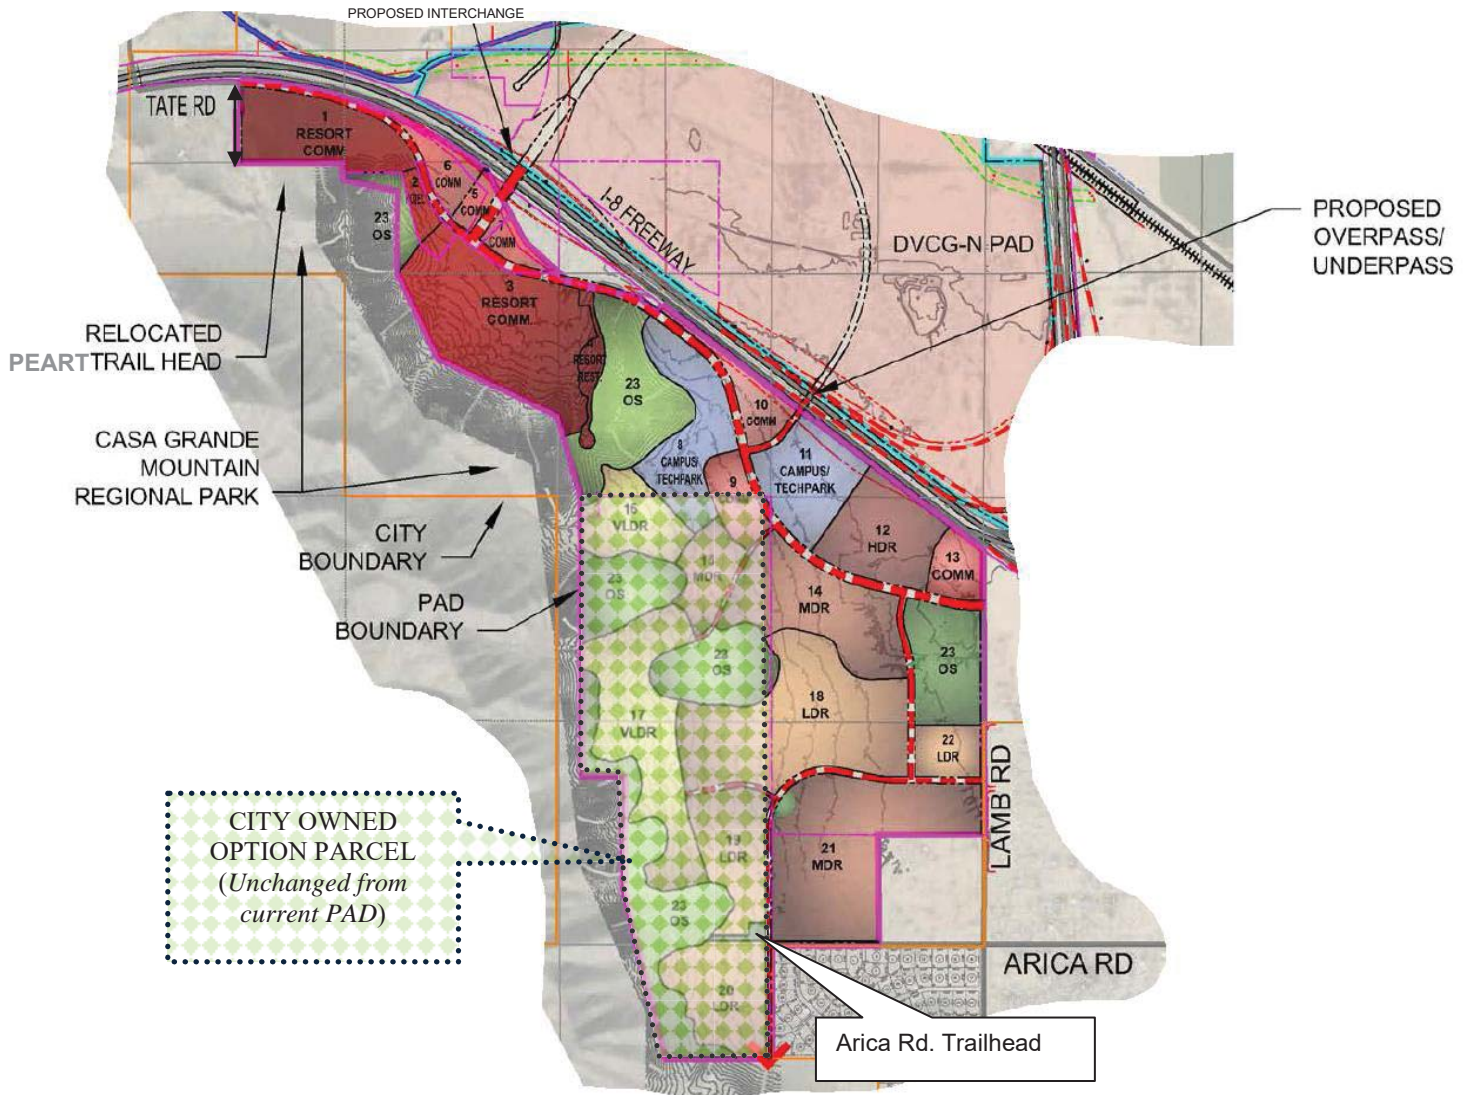 PROPOSED INTERCHANGE
TATE RD
1
RESORT
COMM
6
COMM
2
5
COMM
7
COMM
23
OS
I-8 FREEWAY
DVCG-N PAD
PROPOSED
OVERPASS/
UNDERPASS
3
RESORT
COMM.
RELOCATED
PEART TRAIL HEAD
RESORT
REST.
23
OS
10
COMM
CASA GRANDE
MOUNTAIN
REGIONAL PARK
8
CAMPUS/
TECHPARK
9
11
CAMPUS/
TECHPARK
16
VLDR
12
HDR
13
COMM
CITY
BOUNDARY
15
MDR
23
OS
14
MDR
PAD
BOUNDARY
23
OS
23
OS
18
LDR
17
VLDR
22
LDR
LAMB RD
CITY OWNED
OPTION PARCEL
(Unchanged from
current PAD)
19
LDR
21
MDR
23
OS
ARICA RD
20
LDR
Arica Rd. Trailhead